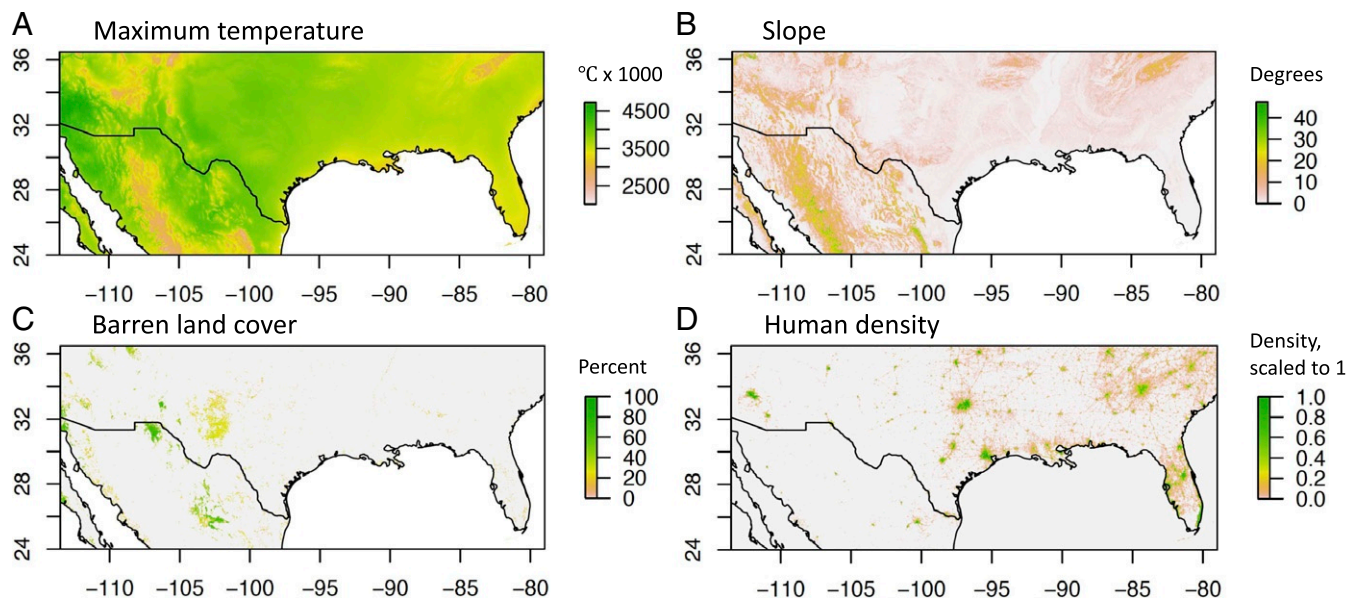 A Maximum temperature
36
32
28
24
−110 −105 −100 −95 −90 −85 −80
°C x 1000
4500
3500
2500
B Slope
36
32
28
24
−110 −105 −100 −95 −90 −85 −80
Degrees
40
30
20
10
0
C Barren land cover
36
32
28
24
−110 −105 −100 −95 −90 −85 −80
Percent
100
80
60
40
20
0
D Human density
36
32
28
24
−110 −105 −100 −95 −90 −85 −80
Density,
scaled to 1
1.0
0.8
0.6
0.4
0.2
0.0